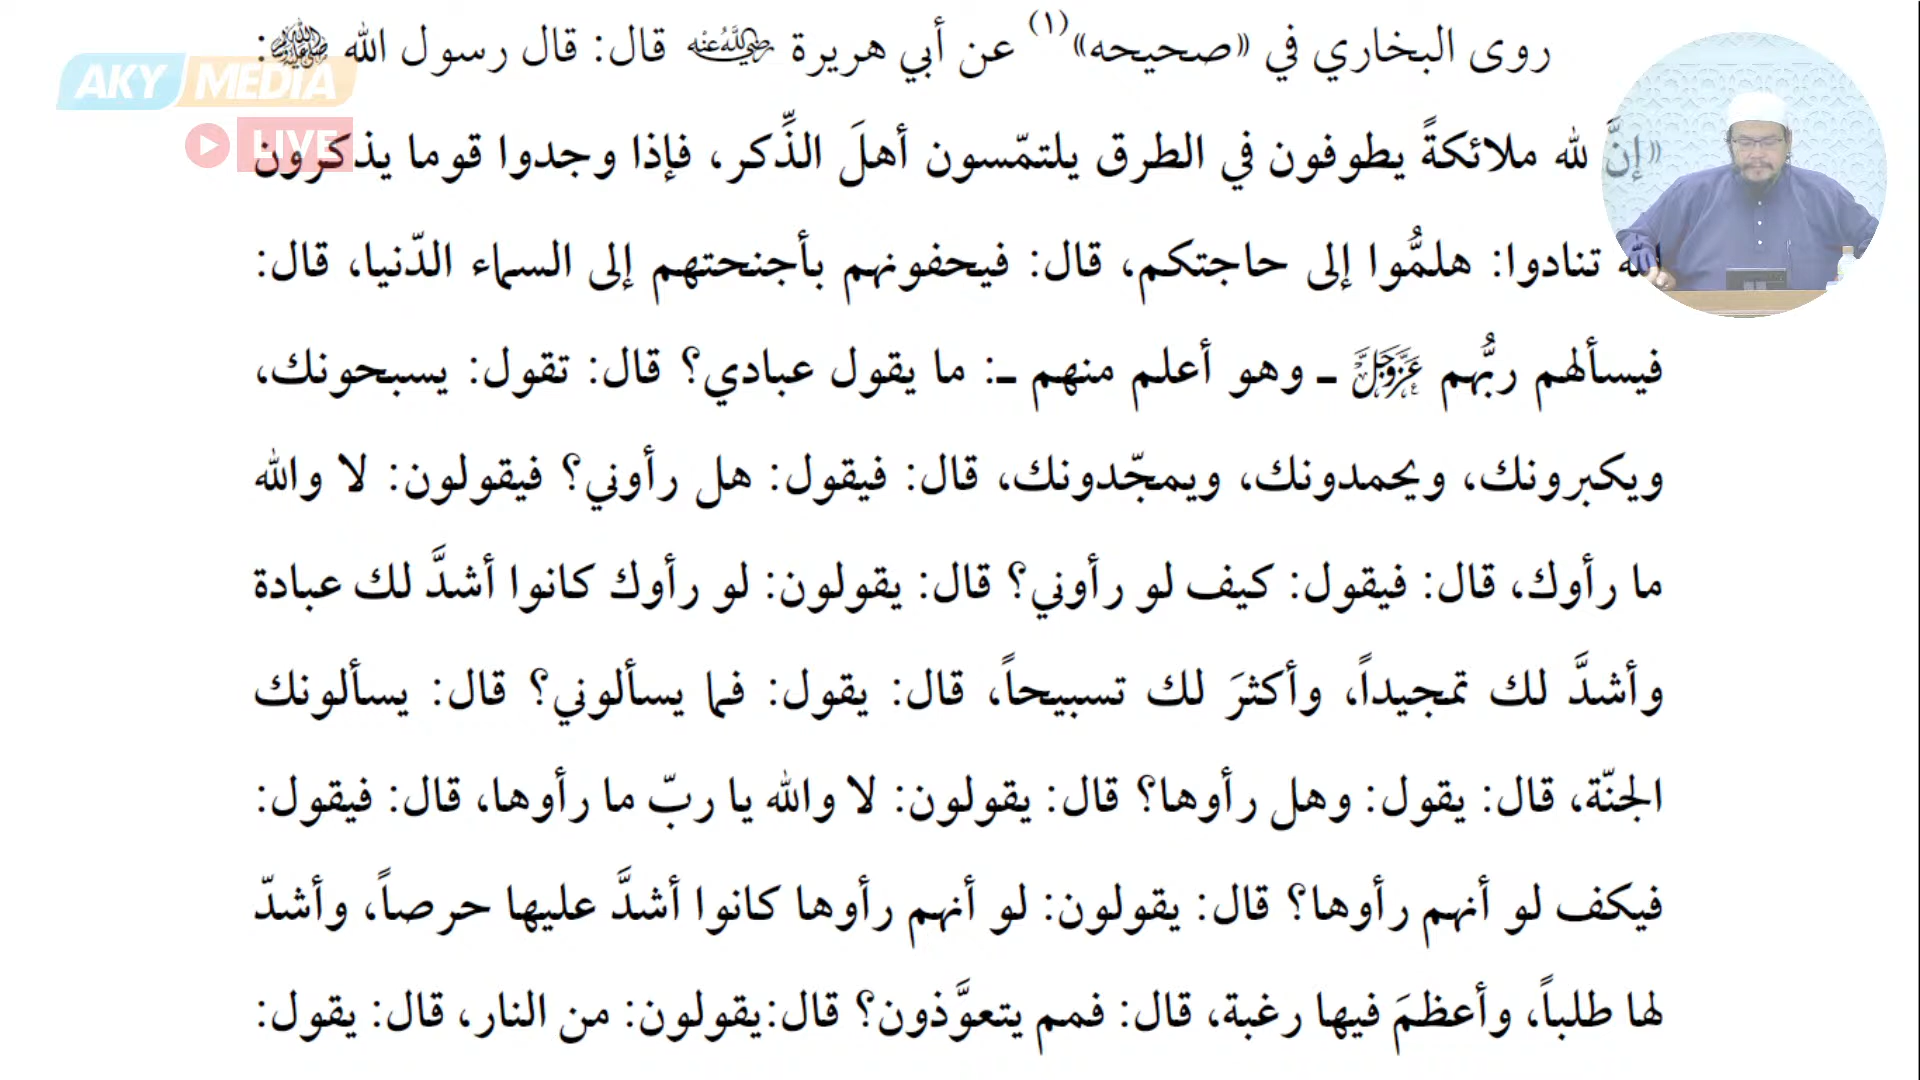 AKY MEDIA
LIVE
روى البخاري في «صحيحه»(١) عن أبي هريرة رضي الله عنه قال: قال رسول الله ﷺ:
«إنَّ لله ملائكةً يطوفون في الطرق يلتمّسون أهلَ الذِّكر، فإذا وجدوا قوما يذكرون
الله تنادوا: هلمُّوا إلى حاجتكم، قال: فيحفونهم بأجنحتهم إلى السماء الدّنيا، قال:
فيسألهم ربُّهم عَزَّوَجَلَّ ـ وهو أعلم منهم ـ: ما يقول عبادي؟ قال: تقول: يسبحونك،
ويكبرونك، ويحمدونك، ويمجّدونك، قال: فيقول: هل رأوني؟ فيقولون: لا والله
ما رأوك، قال: فيقول: كيف لو رأوني؟ قال: يقولون: لو رأوك كانوا أشدَّ لك عبادة
وأشدَّ لك تمجيداً، وأكثرَ لك تسبيحاً، قال: يقول: فما يسألوني؟ قال: يسألونك
الجنّة، قال: يقول: وهل رأوها؟ قال: يقولون: لا والله يا ربّ ما رأوها، قال: فيقول:
فيكف لو أنهم رأوها؟ قال: يقولون: لو أنهم رأوها كانوا أشدَّ عليها حرصاً، وأشدّ
لها طلباً، وأعظمَ فيها رغبة، قال: فمم يتعوَّذون؟ قال:يقولون: من النار، قال: يقول: